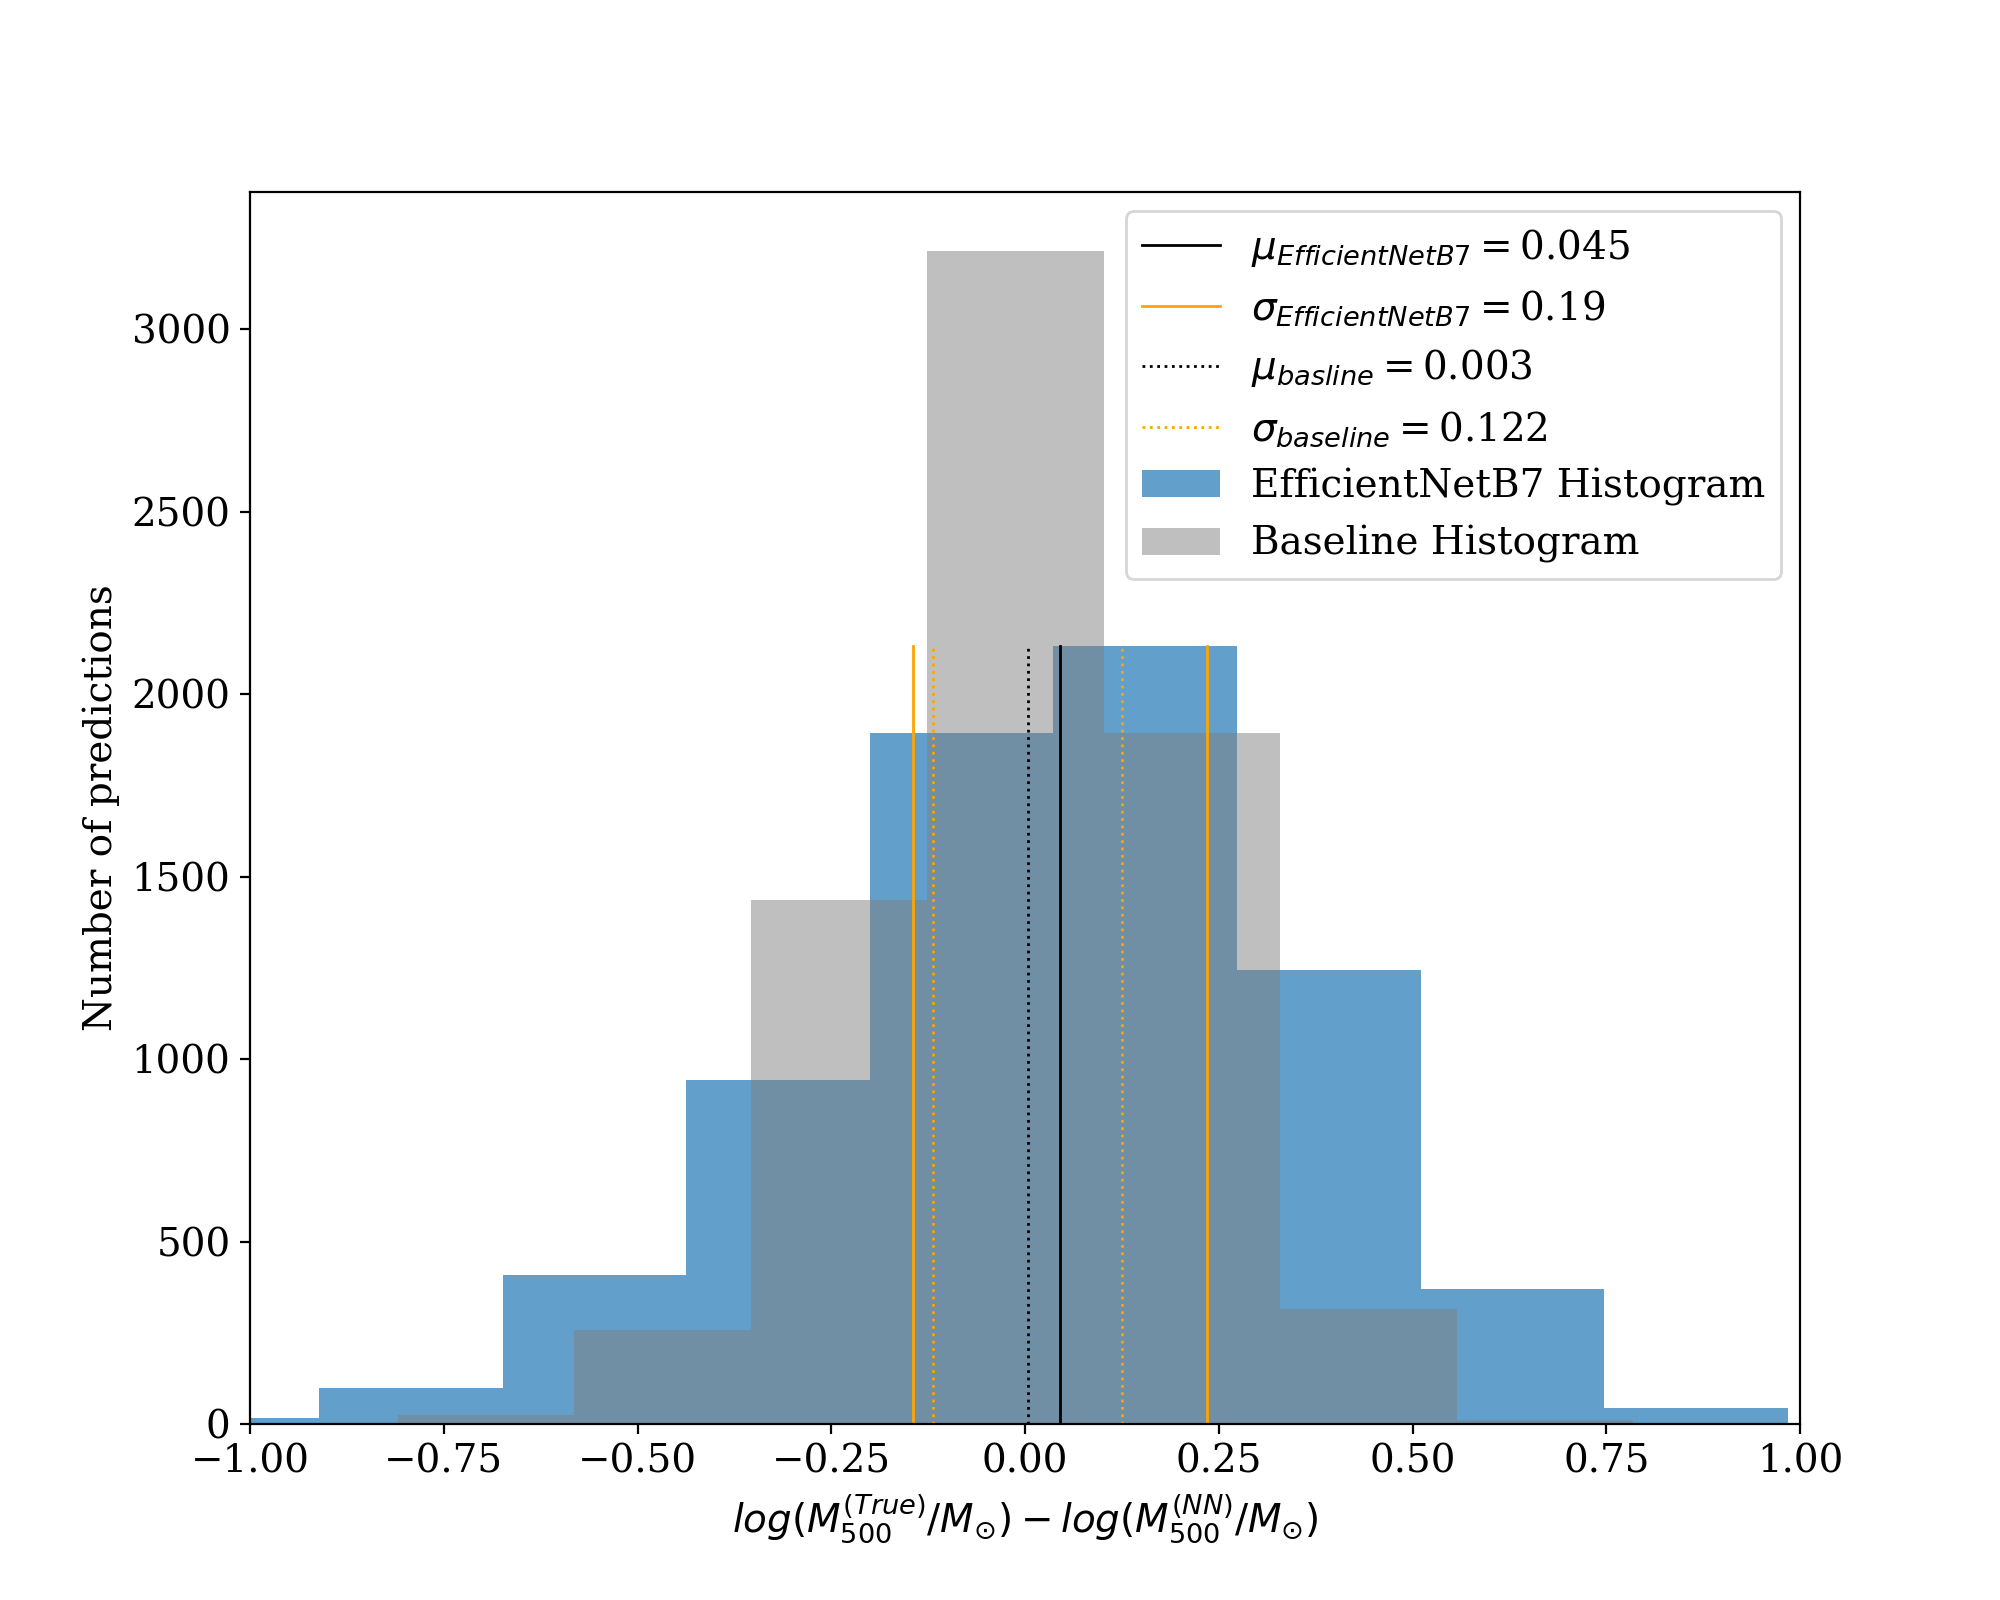 μ_EfficientNetB7 = 0.045
σ_EfficientNetB7 = 0.19
μ_basline = 0.003
σ_baseline = 0.122
EfficientNetB7 Histogram
Baseline Histogram
3000
2500
2000
1500
1000
500
0
Number of predictions
−1.00 −0.75 −0.50 −0.25 0.00 0.25 0.50 0.75 1.00
log(M_500^(True)/M_⊙) − log(M_500^(NN)/M_⊙)